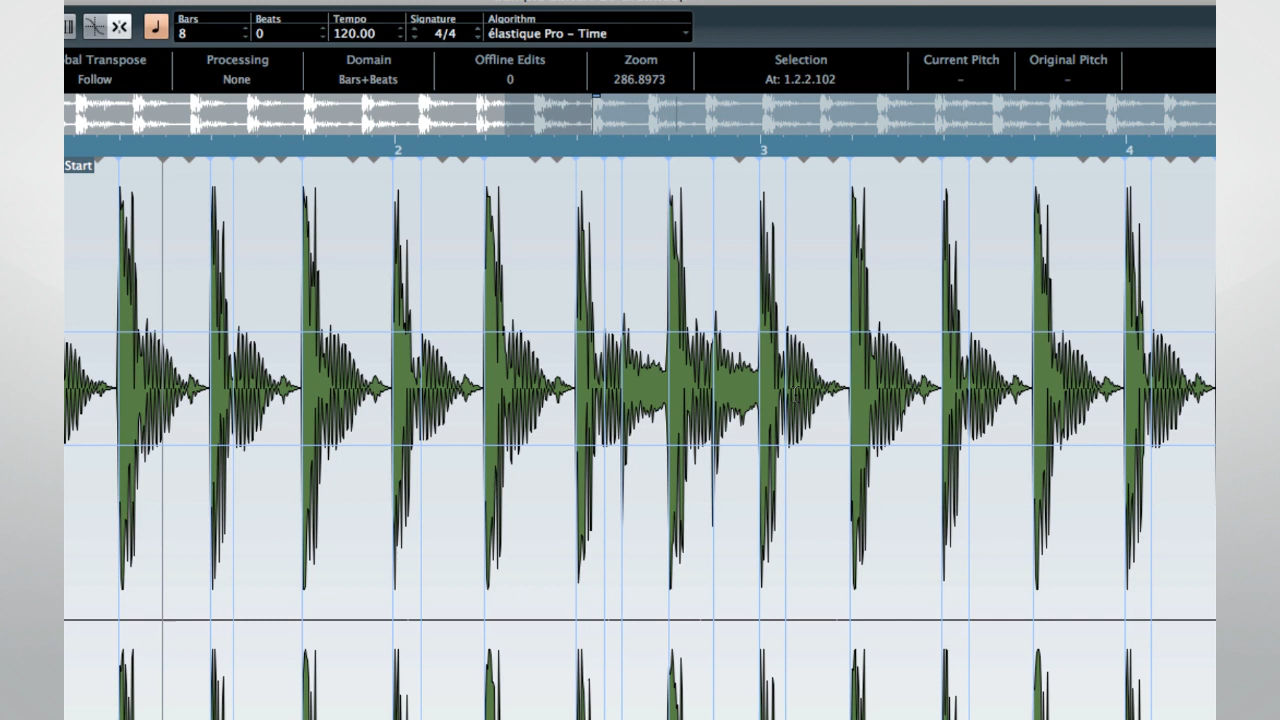 Bars Beats Tempo Signature Algorithm
8 0 120.00 4/4 élastique Pro – Time
bal Transpose Processing Domain Offline Edits Zoom Selection Current Pitch Original Pitch
Follow None Bars+Beats 0 286.8973 At: 1.2.2.102 – –
2 3 4
Start